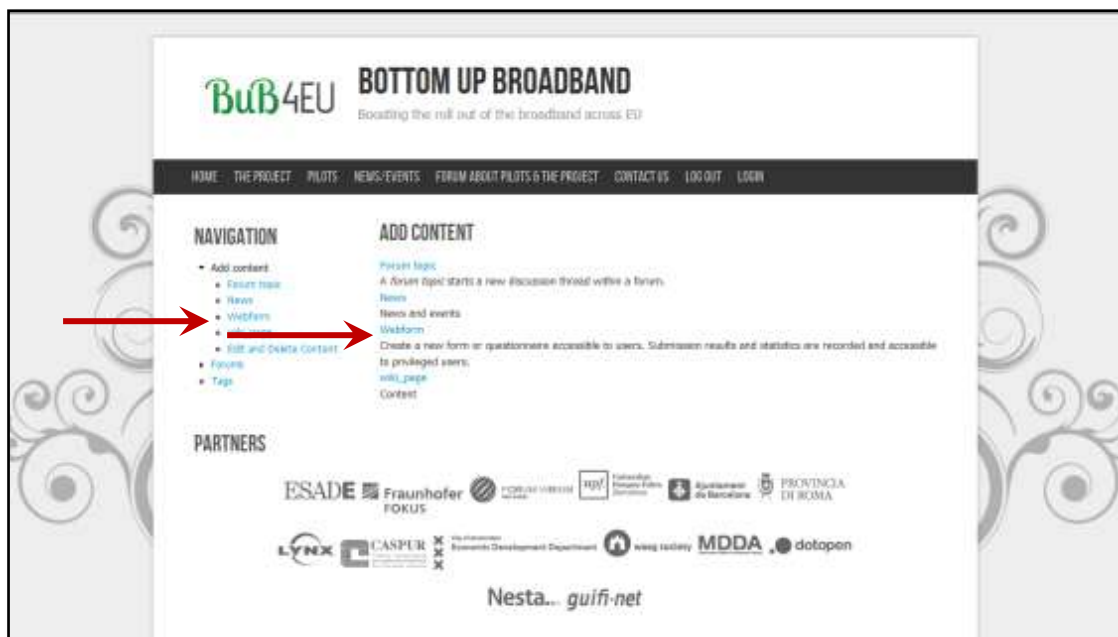 BuB4EU
BOTTOM UP BROADBAND
Boosting the roll out of the broadband across EU
HOME THE PROJECT PILOTS NEWS/EVENTS FORUM ABOUT PILOTS & THE PROJECT CONTACT US LOG OUT LOGIN
NAVIGATION
Add content
Forum topic
News
Webform
Edit and Delete Content
Forums
Tags
ADD CONTENT
Forum topic
A forum topic starts a new discussion thread within a forum.
News
News and events
Webform
Create a new form or questionnaire accessible to users. Submission results and statistics are recorded and accessible
to privileged users.
wiki_page
Content
PARTNERS
ESADE Fraunhofer FOKUS upf. Universitat Pompeu Fabra Barcelona Ajuntament de Barcelona PROVINCIA DI ROMA
LYNX CASPUR Economic Development Department waag society MDDA dotopen
Nesta... guifi·net